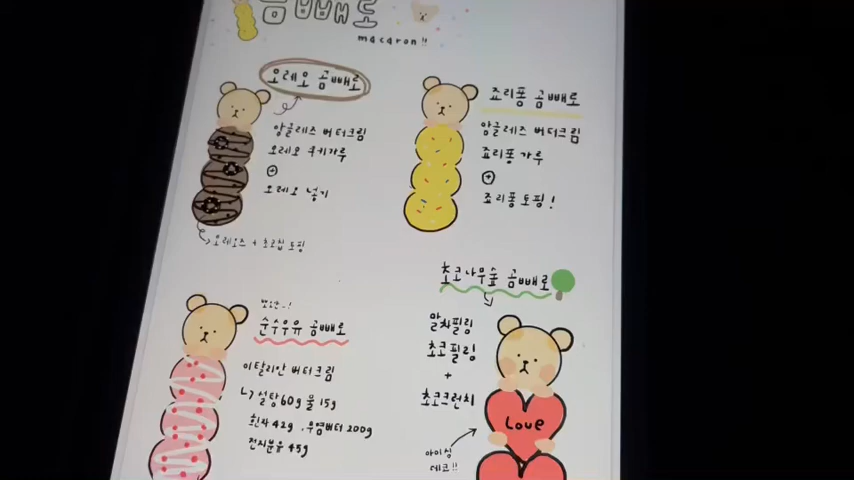 곰빼로
macaron!!
오레오 곰빼로
앙글레즈 버터크림
오레오 쿠키가루
+
오레오 넣기
오레오즈 + 초코칩 토핑
죠리퐁 곰빼로
앙글레즈 버터크림
죠리퐁 가루
+
죠리퐁 토핑!
순수우유 곰빼로
이탈리안 버터크림
설탕 60g 물 15g
흰자 42g . 무염버터 200g
전지분유 45g
초코나무숲 곰빼로
말차필링
초코필링
+
초코크런치
Love
아이싱
데코!!